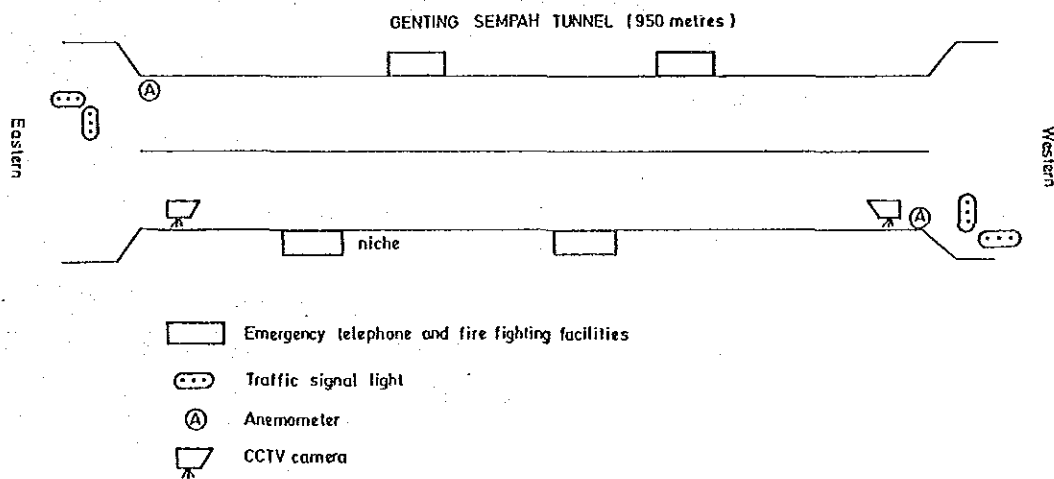 GENTING SEMPAH TUNNEL (950 metres)
A
Eastern
Western
A
niche
Emergency telephone and fire fighting facilities
Traffic signal light
A Anemometer
CCTV camera